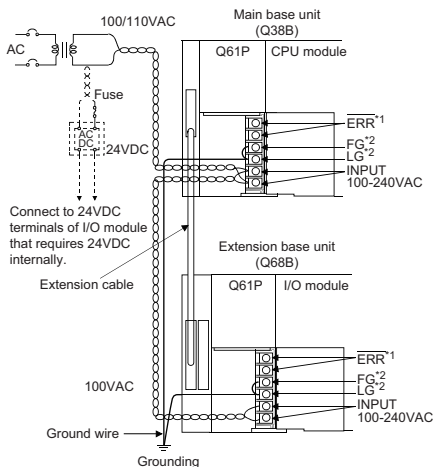 Main base unit
(Q38B)
100/110VAC
AC
Q61P
CPU module
Fuse
AC
DC
24VDC
ERR*1
FG*2
LG*2
INPUT
100-240VAC
Connect to 24VDC
terminals of I/O module
that requires 24VDC
internally.
Extension cable
Extension base unit
(Q68B)
Q61P
I/O module
100VAC
ERR*1
FG*2
LG*2
INPUT
100-240VAC
Ground wire
Grounding